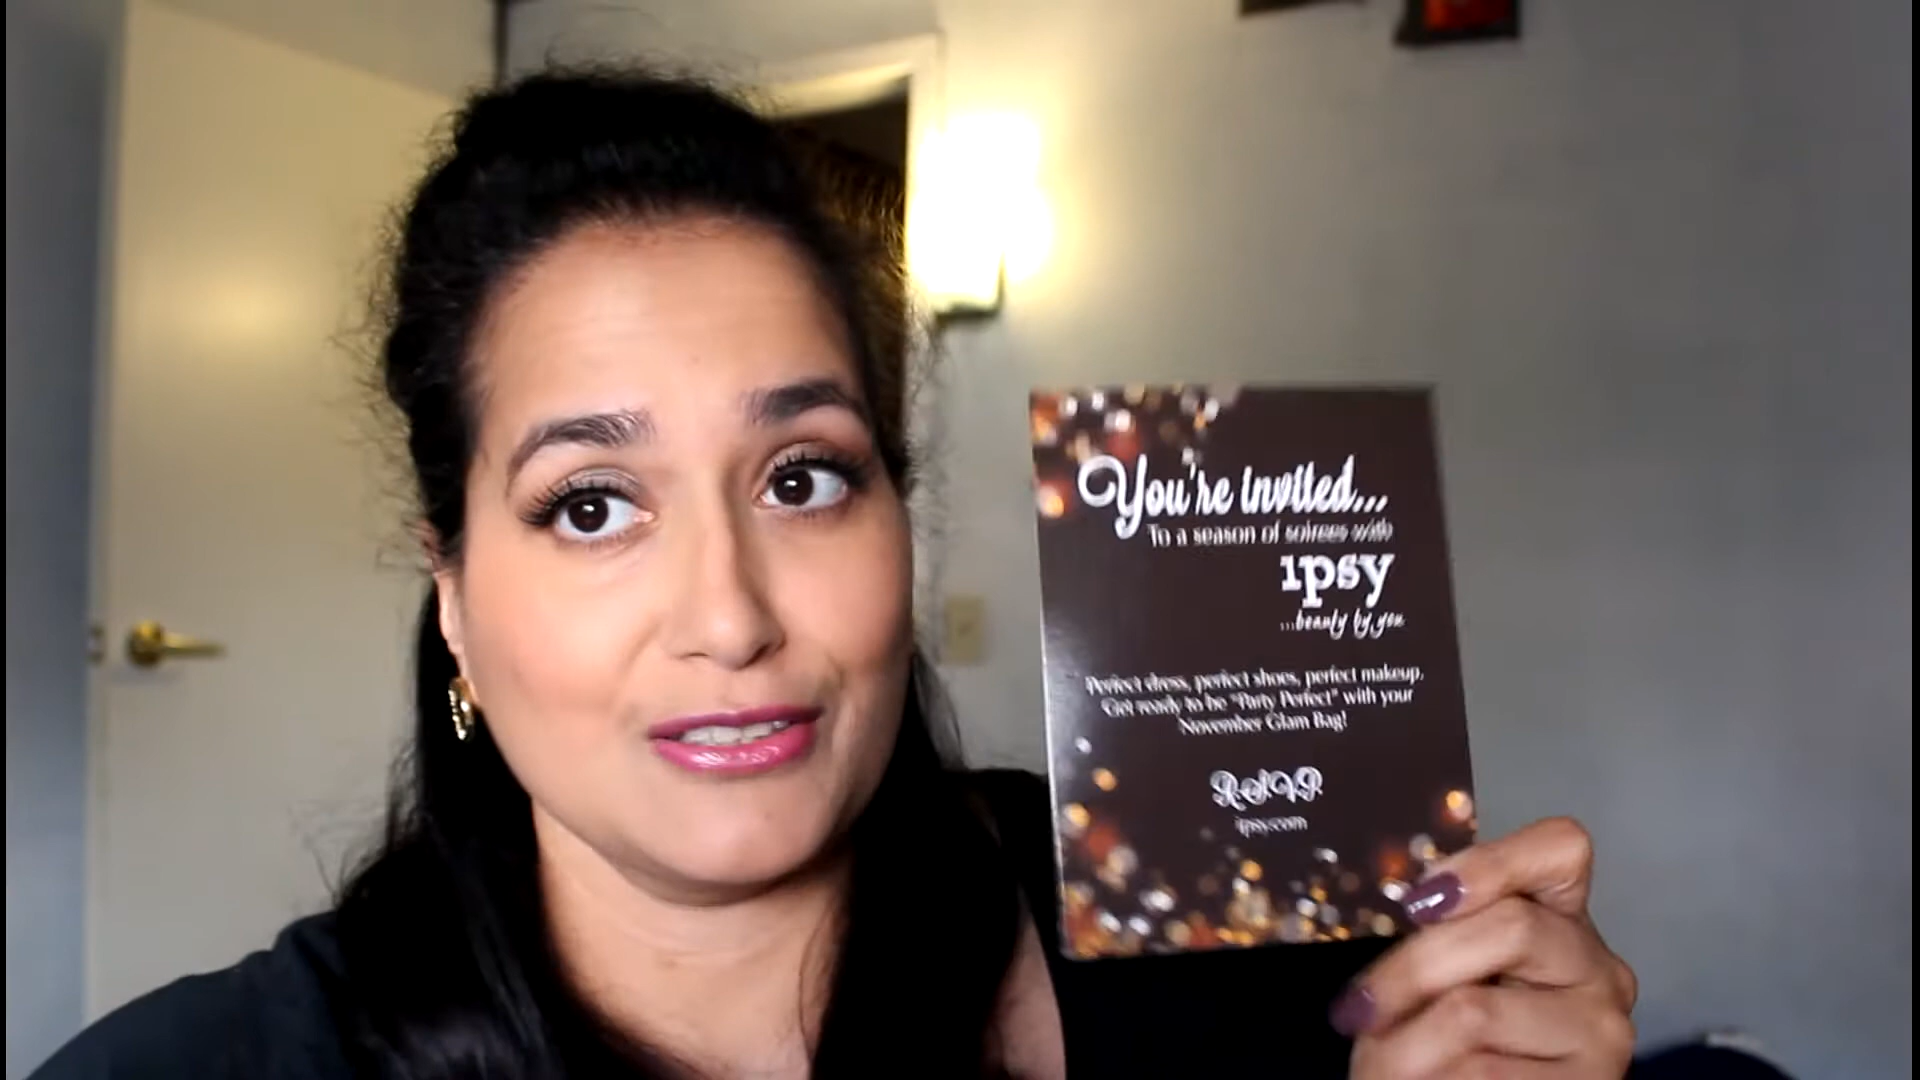 You're invited...
To a season of soirees with
ipsy
...beauty by you
Perfect dress, perfect shoes, perfect makeup.
Get ready to be "Party Perfect" with your
November Glam Bag!
R.S.V.P.
ipsy.com